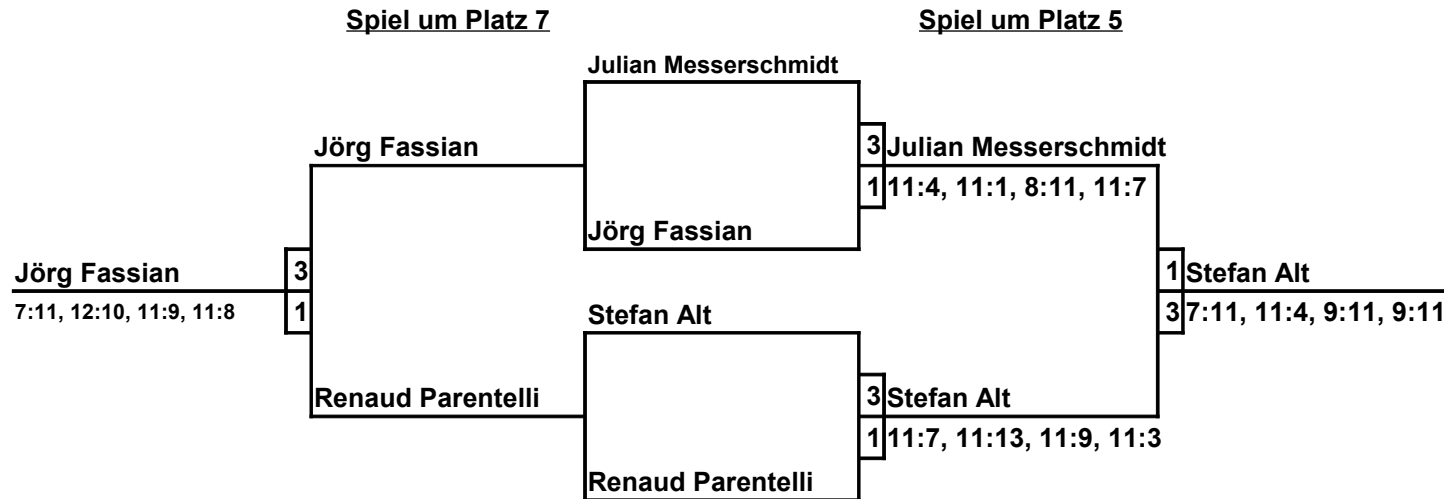 Spiel um Platz 7
Spiel um Platz 5
Julian Messerschmidt
Jörg Fassian
3 Julian Messerschmidt
1 11:4, 11:1, 8:11, 11:7
Jörg Fassian
Jörg Fassian 3
7:11, 12:10, 11:9, 11:8 1
1 Stefan Alt
3 7:11, 11:4, 9:11, 9:11
Stefan Alt
Renaud Parentelli
3 Stefan Alt
1 11:7, 11:13, 11:9, 11:3
Renaud Parentelli